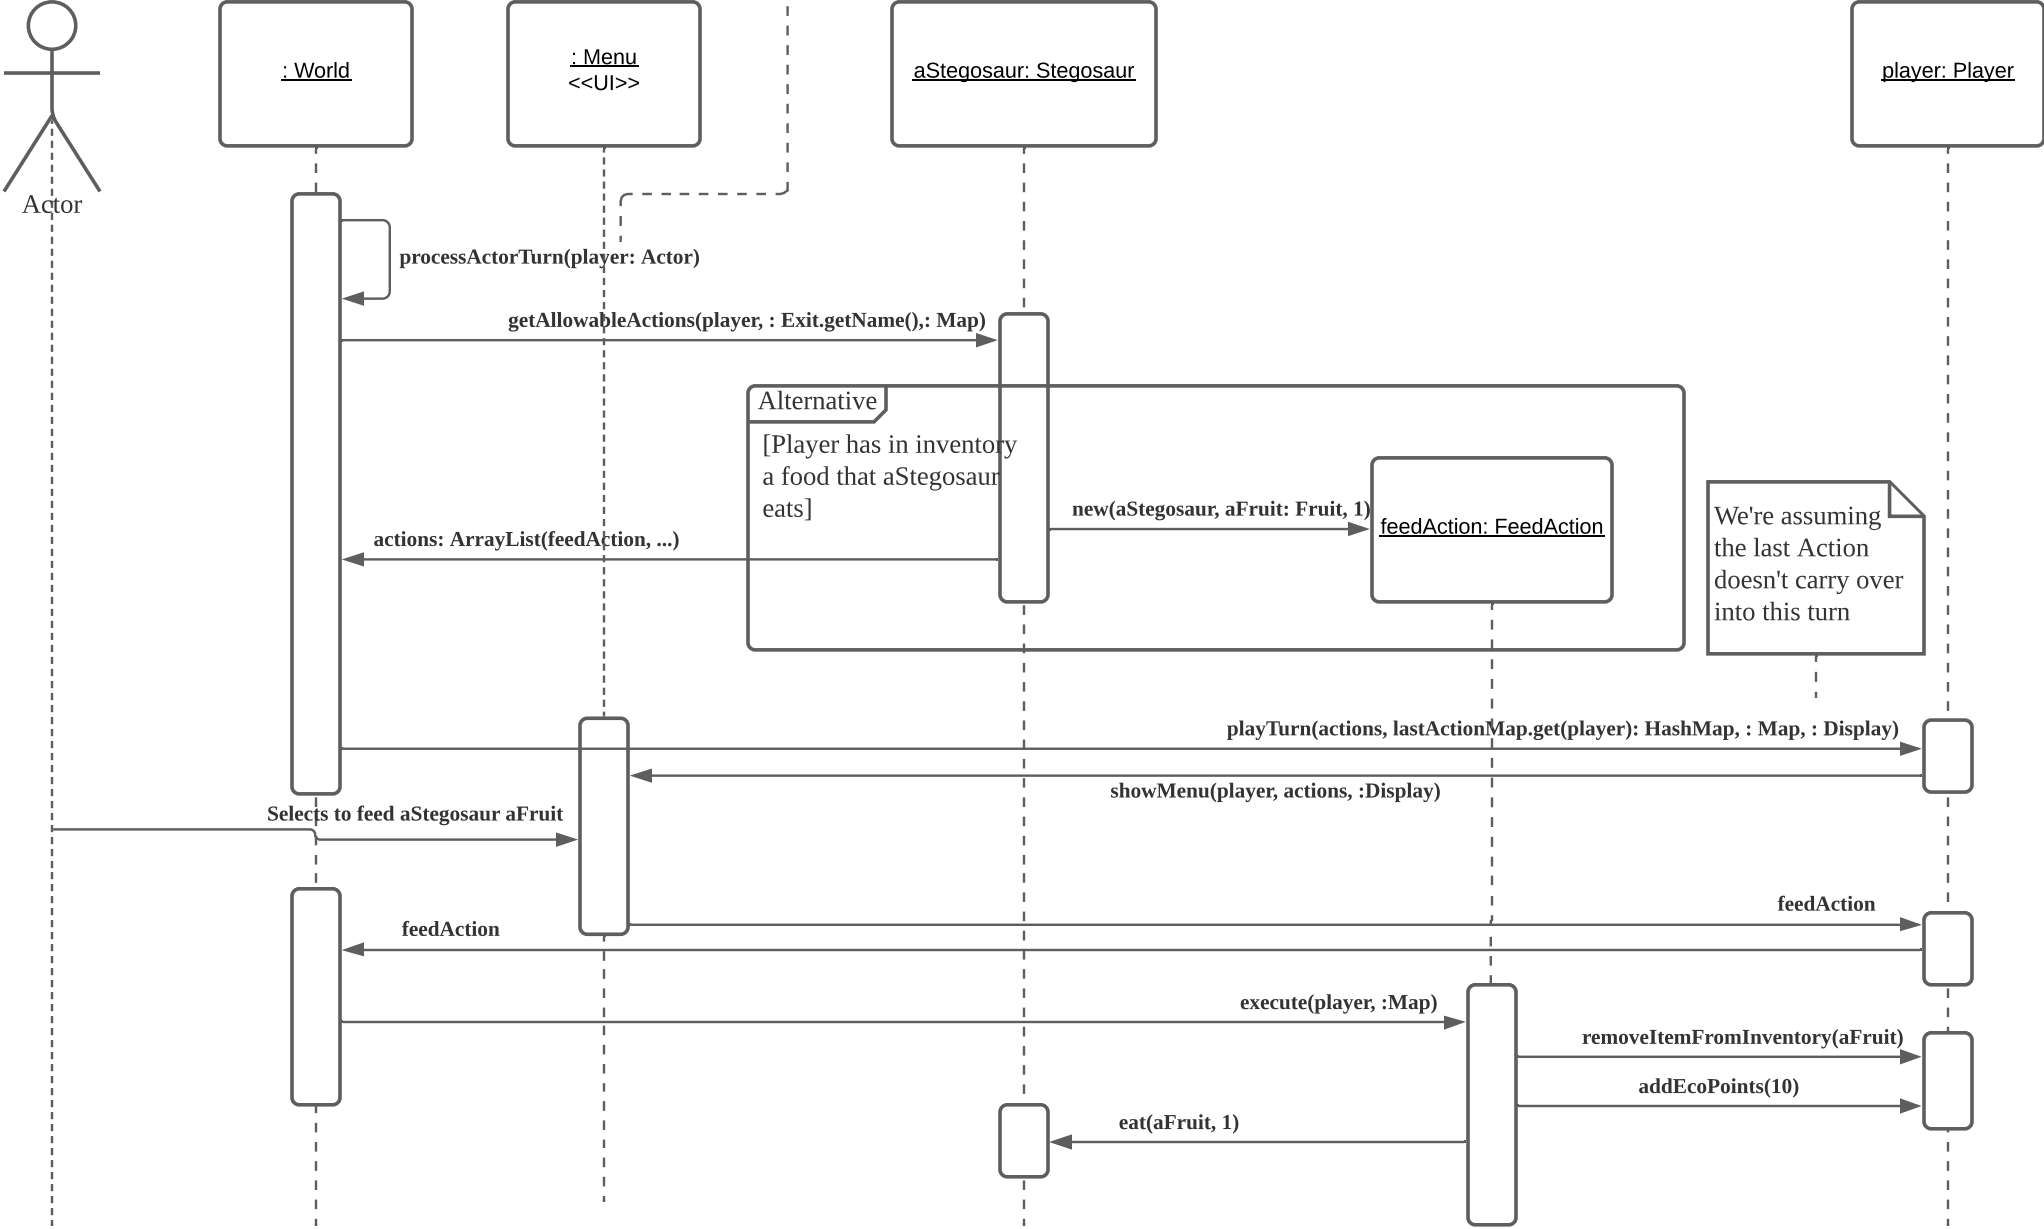 : World
: Menu
<<UI>>
aStegosaur: Stegosaur
player: Player
Actor
processActorTurn(player: Actor)
getAllowableActions(player, : Exit.getName(),: Map)
Alternative
[Player has in inventory
a food that aStegosaur
eats]
new(aStegosaur, aFruit: Fruit, 1)
feedAction: FeedAction
We're assuming
the last Action
doesn't carry over
into this turn
actions: ArrayList(feedAction, ...)
playTurn(actions, lastActionMap.get(player): HashMap, : Map, : Display)
showMenu(player, actions, :Display)
Selects to feed aStegosaur aFruit
feedAction
feedAction
execute(player, :Map)
removeItemFromInventory(aFruit)
addEcoPoints(10)
eat(aFruit, 1)